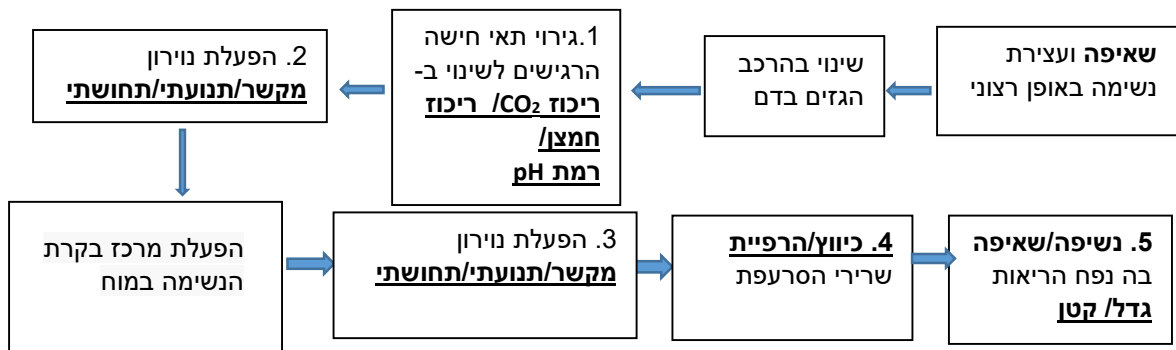 שאיפה ועצירת
נשימה באופן רצוני
שינוי בהרכב
הגזים בדם
1.גירוי תאי חישה
הרגישים לשינוי ב-
ריכוז CO₂/ ריכוז
חמצן/
רמת pH
2. הפעלת נוירון
מקשר/תנועתי/תחושתי
הפעלת מרכז בקרת
הנשימה במוח
3. הפעלת נוירון
מקשר/תנועתי/תחושתי
4. כיווץ/הרפיית
שרירי הסרעפת
5. נשיפה/שאיפה
בה נפח הריאות
גדל/ קטן